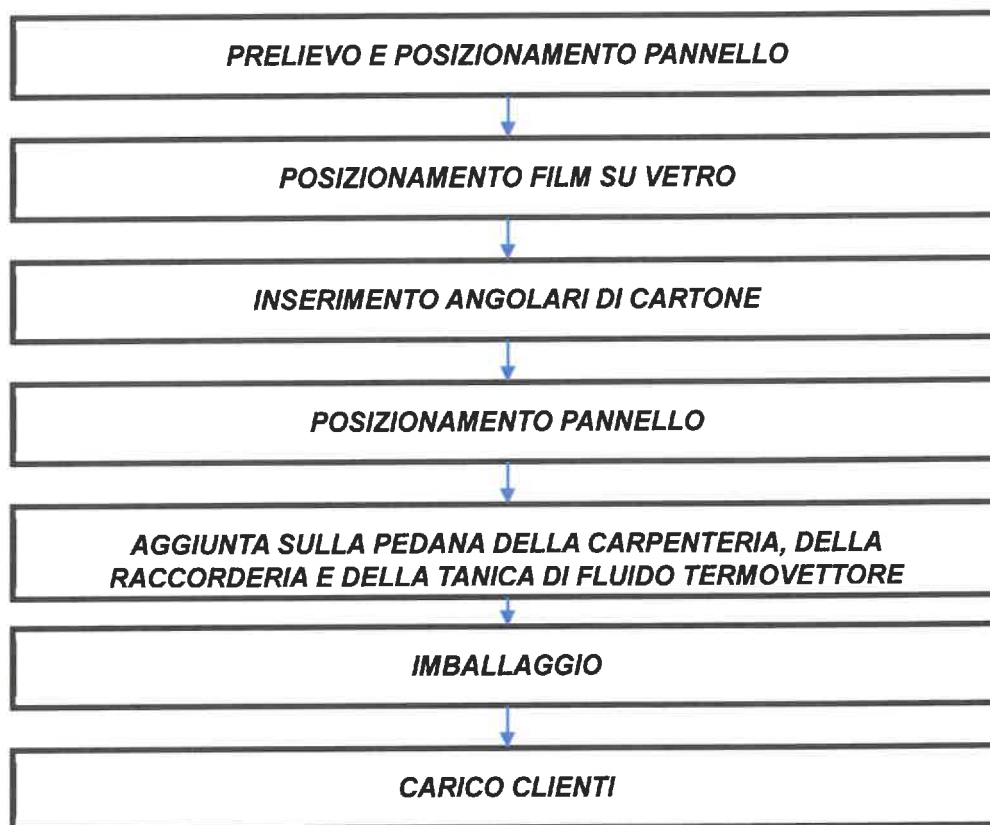 PRELIEVO E POSIZIONAMENTO PANNELLO
POSIZIONAMENTO FILM SU VETRO
INSERIMENTO ANGOLARI DI CARTONE
POSIZIONAMENTO PANNELLO
AGGIUNTA SULLA PEDANA DELLA CARPENTERIA, DELLA
RACCORDERIA E DELLA TANICA DI FLUIDO TERMOVETTORE
IMBALLAGGIO
CARICO CLIENTI